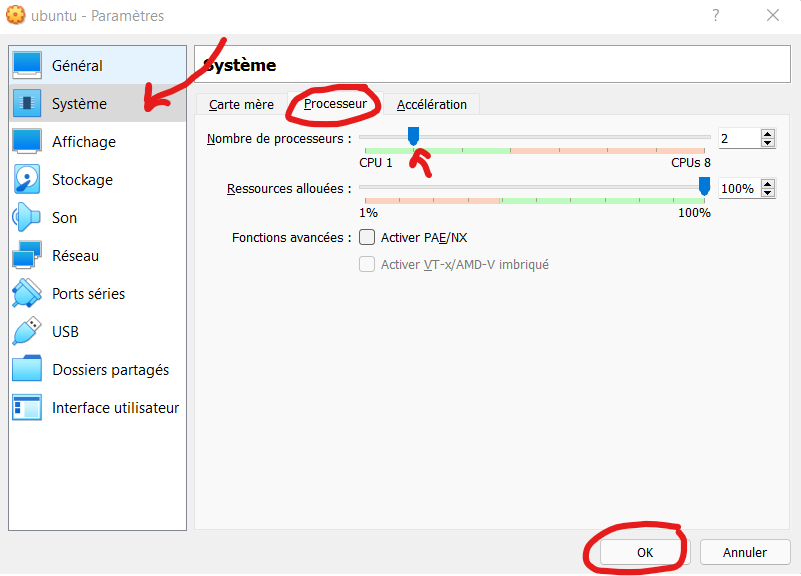 ubuntu - Paramètres
Général
Système
Affichage
Stockage
Son
Réseau
Ports séries
USB
Dossiers partagés
Interface utilisateur
Système
Carte mère Processeur Accélération
Nombre de processeurs : 2
CPU 1 CPUs 8
Ressources allouées : 100%
1% 100%
Fonctions avancées : Activer PAE/NX
Activer VT-x/AMD-V imbriqué
OK Annuler